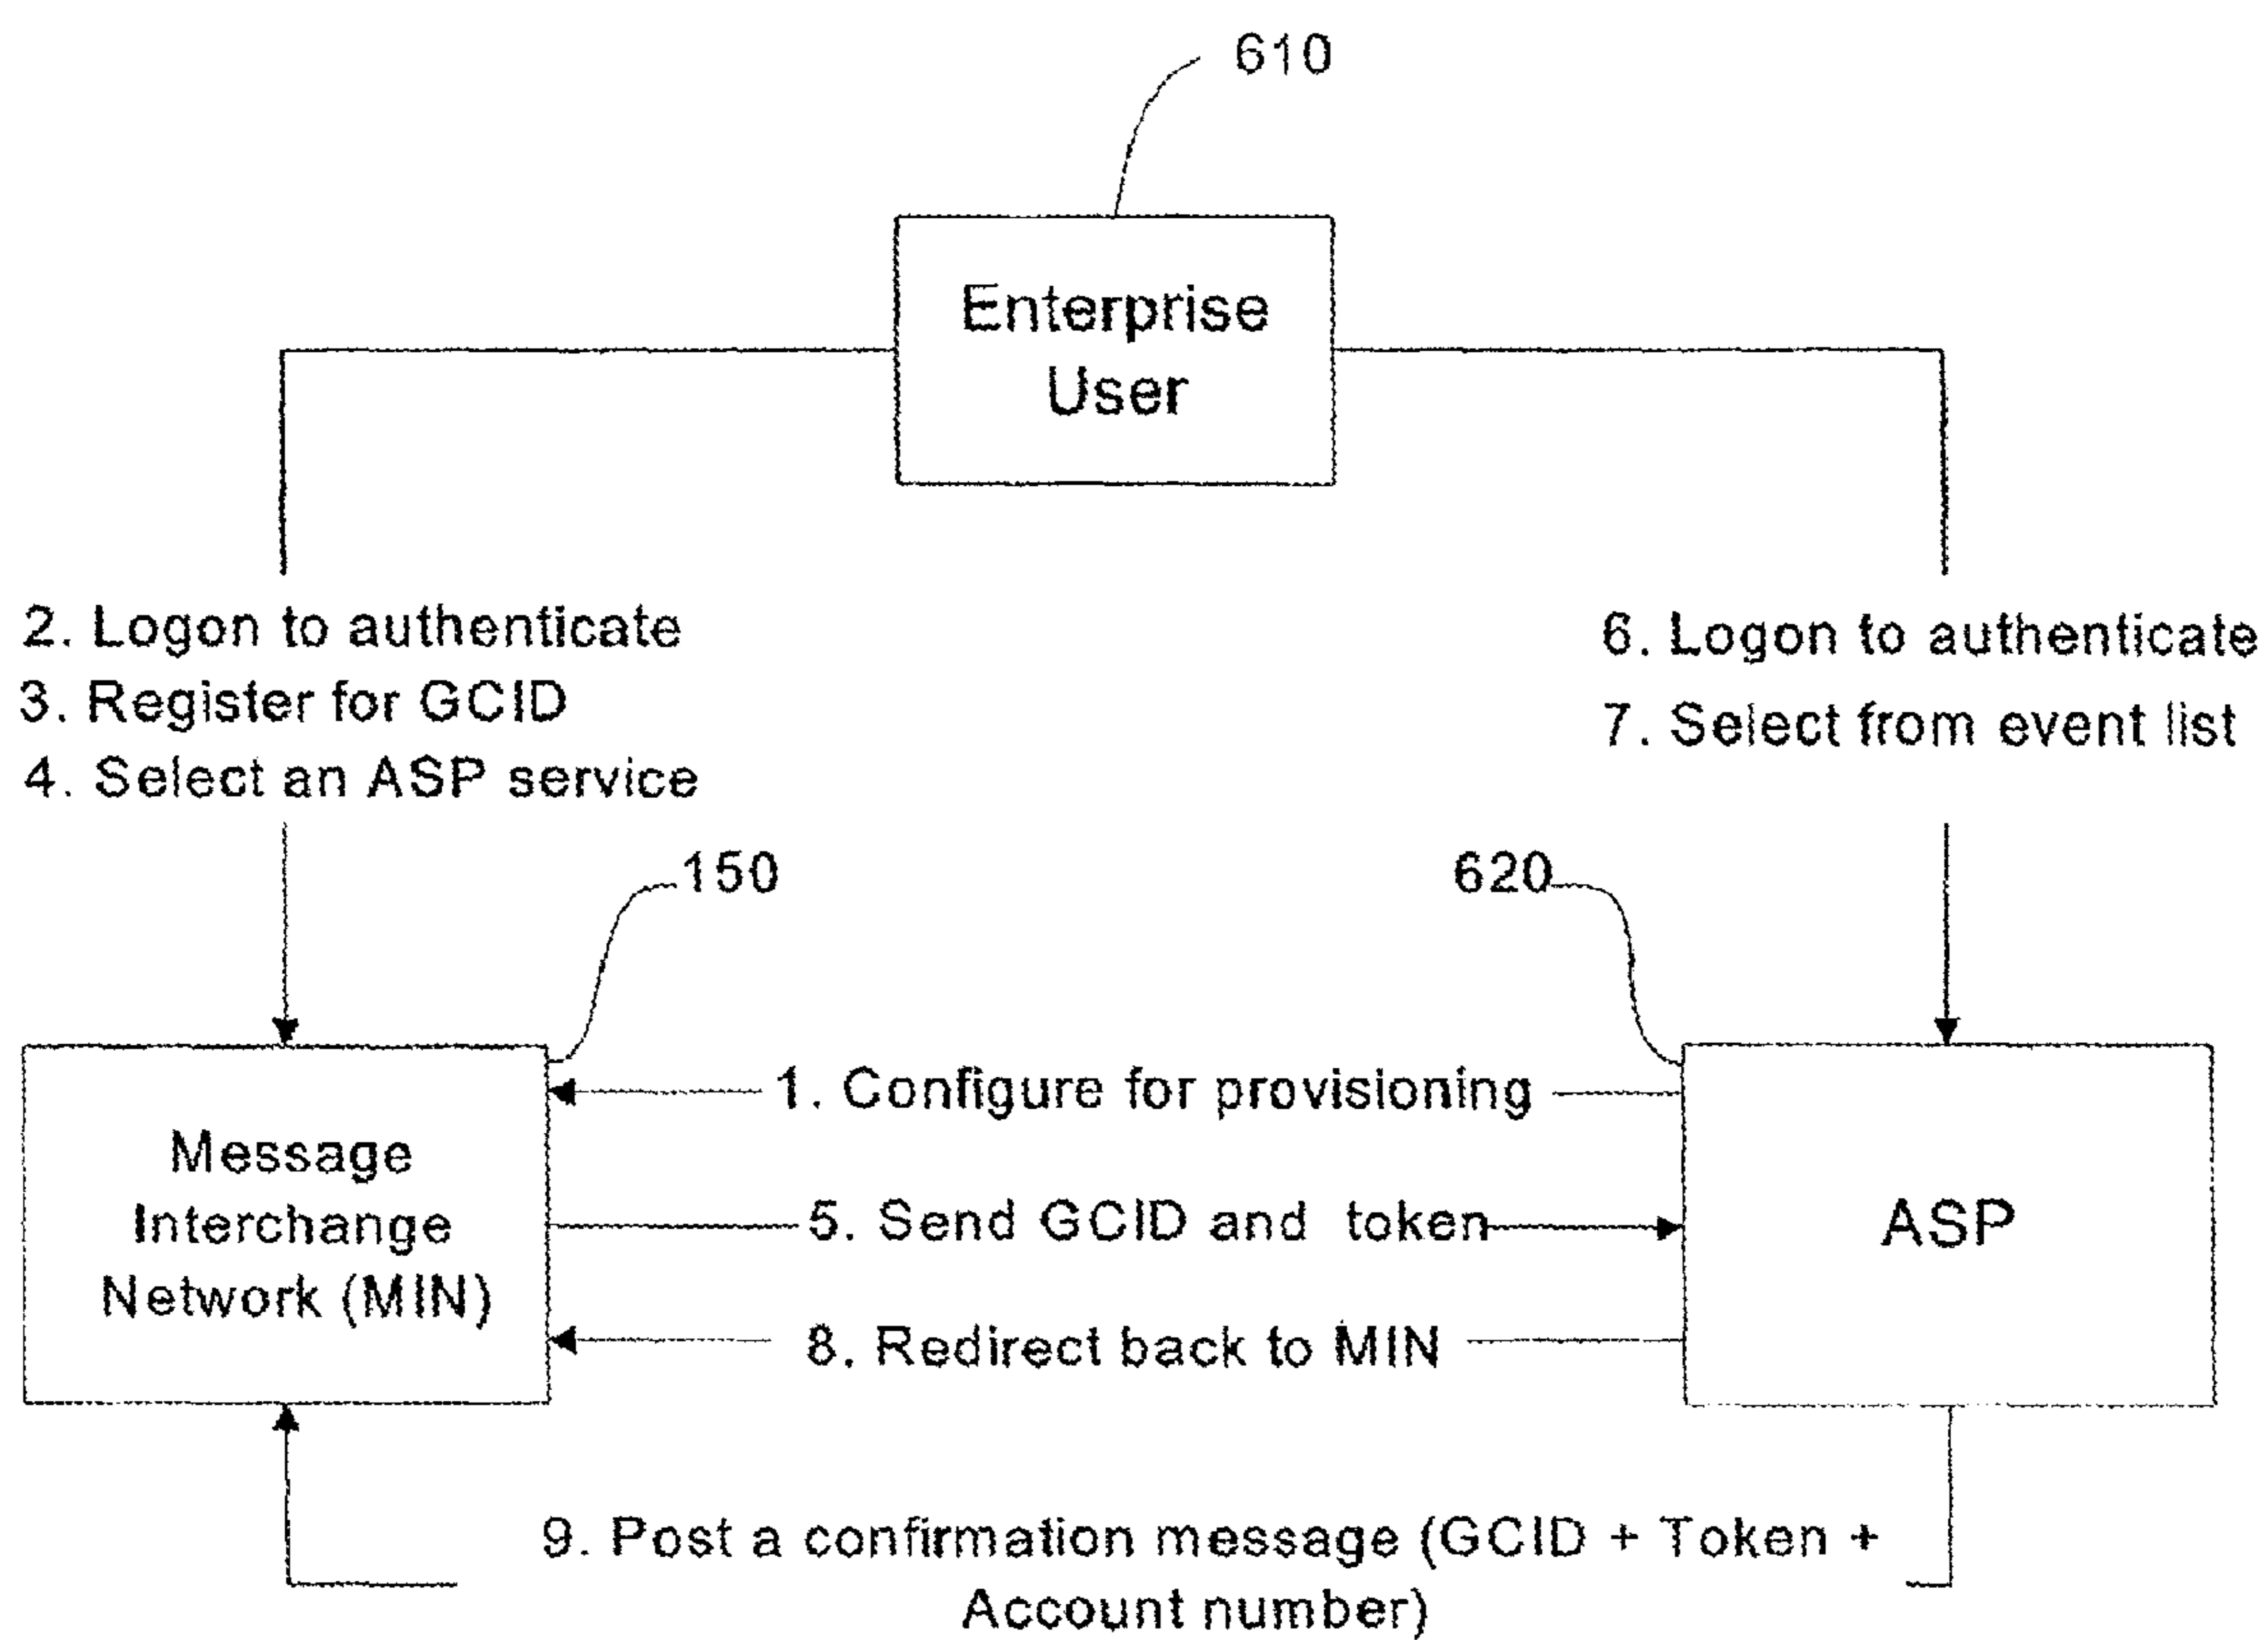 610
Enterprise
User
2. Logon to authenticate
3. Register for GCID
4. Select an ASP service
6. Logon to authenticate
7. Select from event list
150
620
1. Configure for provisioning
Message
Interchange
Network (MIN)
5. Send GCID and token
ASP
8. Redirect back to MIN
9. Post a confirmation message (GCID + Token +
Account number)